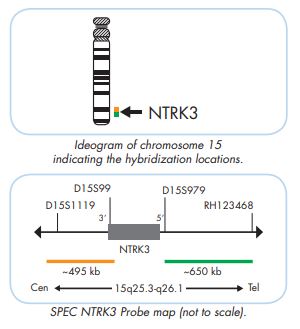 NTRK3
Ideogram of chromosome 15
indicating the hybridization locations.
D15S99 D15S979
D15S1119 RH123468
3' 5'
NTRK3
~495 kb ~650 kb
Cen 15q25.3-q26.1 Tel
SPEC NTRK3 Probe map (not to scale).